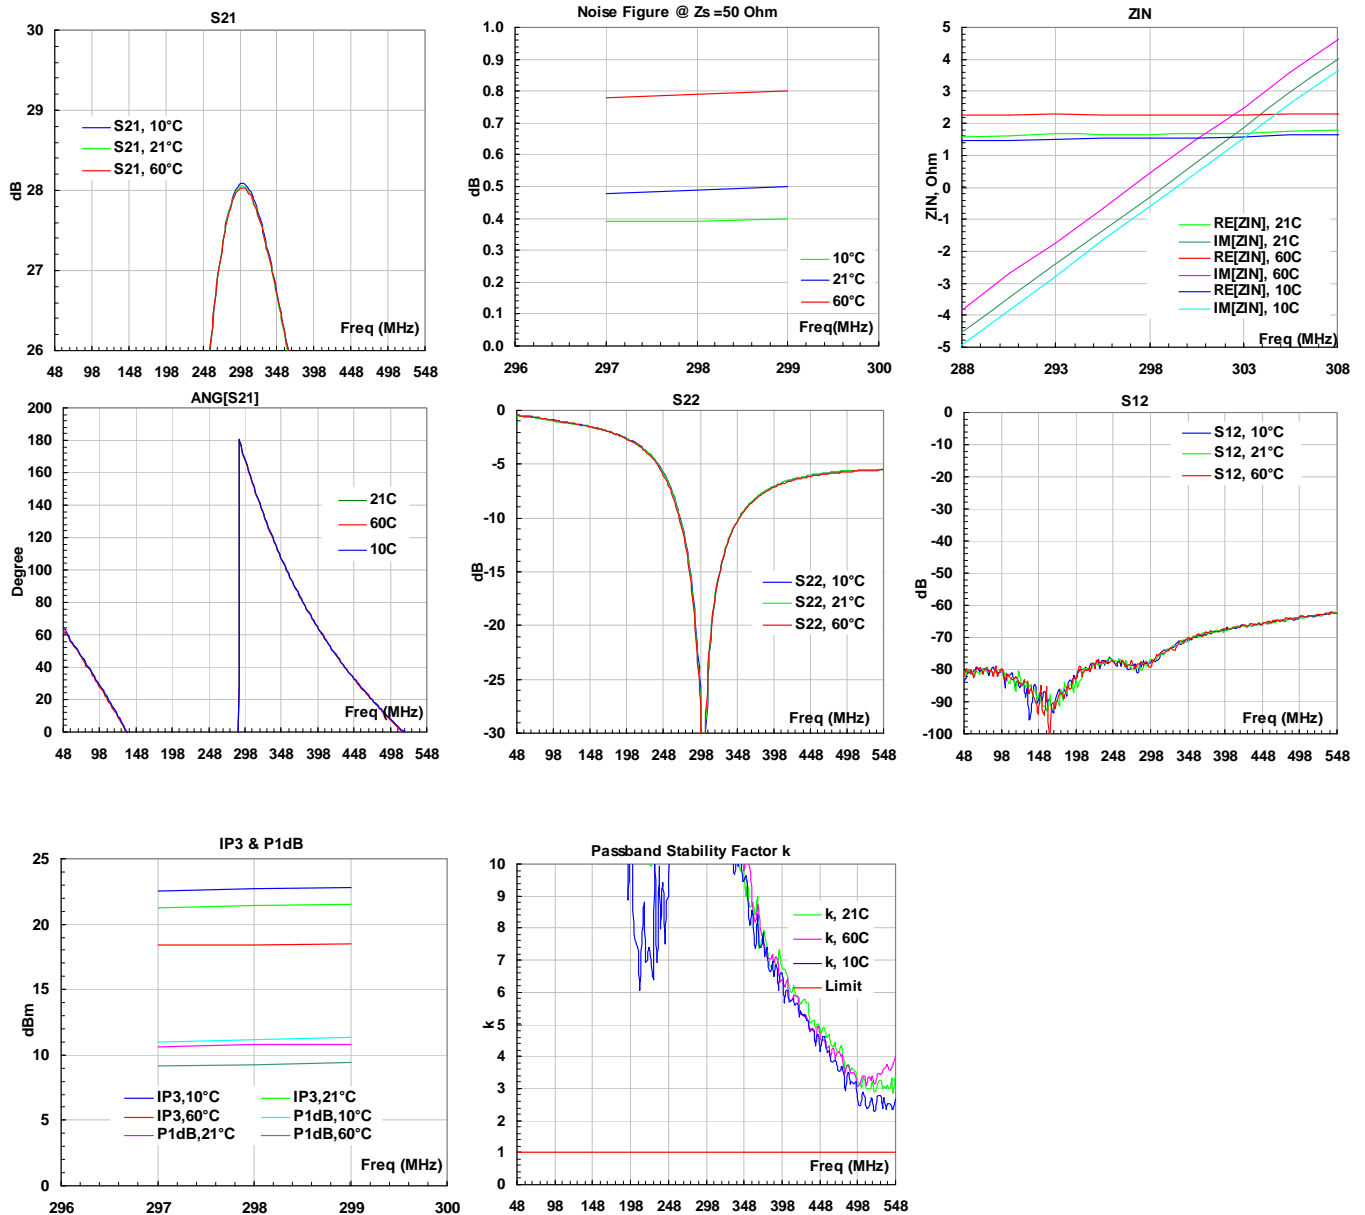 S21
30
29
28
27
26
dB
S21, 10°C
S21, 21°C
S21, 60°C
Freq (MHz)
48 98 148 198 248 298 348 398 448 498 548
Noise Figure @ Zs =50 Ohm
1.0
0.9
0.8
0.7
0.6
0.5
0.4
0.3
0.2
0.1
0.0
dB
10°C
21°C
60°C
Freq(MHz)
296 297 298 299 300
ZIN
5
4
3
2
1
0
-1
-2
-3
-4
-5
ZIN, Ohm
RE[ZIN], 21C
IM[ZIN], 21C
RE[ZIN], 60C
IM[ZIN], 60C
RE[ZIN], 10C
IM[ZIN], 10C
Freq (MHz)
288 293 298 303 308
ANG[S21]
200
180
160
140
120
100
80
60
40
20
0
Degree
21C
60C
10C
Freq (MHz)
48 98 148 198 248 298 348 398 448 498 548
S22
0
-5
-10
-15
-20
-25
-30
dB
S22, 10°C
S22, 21°C
S22, 60°C
Freq (MHz)
48 98 148 198 248 298 348 398 448 498 548
S12
0
-10
-20
-30
-40
-50
-60
-70
-80
-90
-100
dB
S12, 10°C
S12, 21°C
S12, 60°C
Freq (MHz)
48 98 148 198 248 298 348 398 448 498 548
IP3 & P1dB
25
20
15
10
5
0
dBm
IP3,10°C IP3,21°C
IP3,60°C P1dB,10°C
P1dB,21°C P1dB,60°C
Freq (MHz)
296 297 298 299 300
Passband Stability Factor k
10
9
8
7
6
5
4
3
2
1
0
k
k, 21C
k, 60C
k, 10C
Limit
Freq (MHz)
48 98 148 198 248 298 348 398 448 498 548